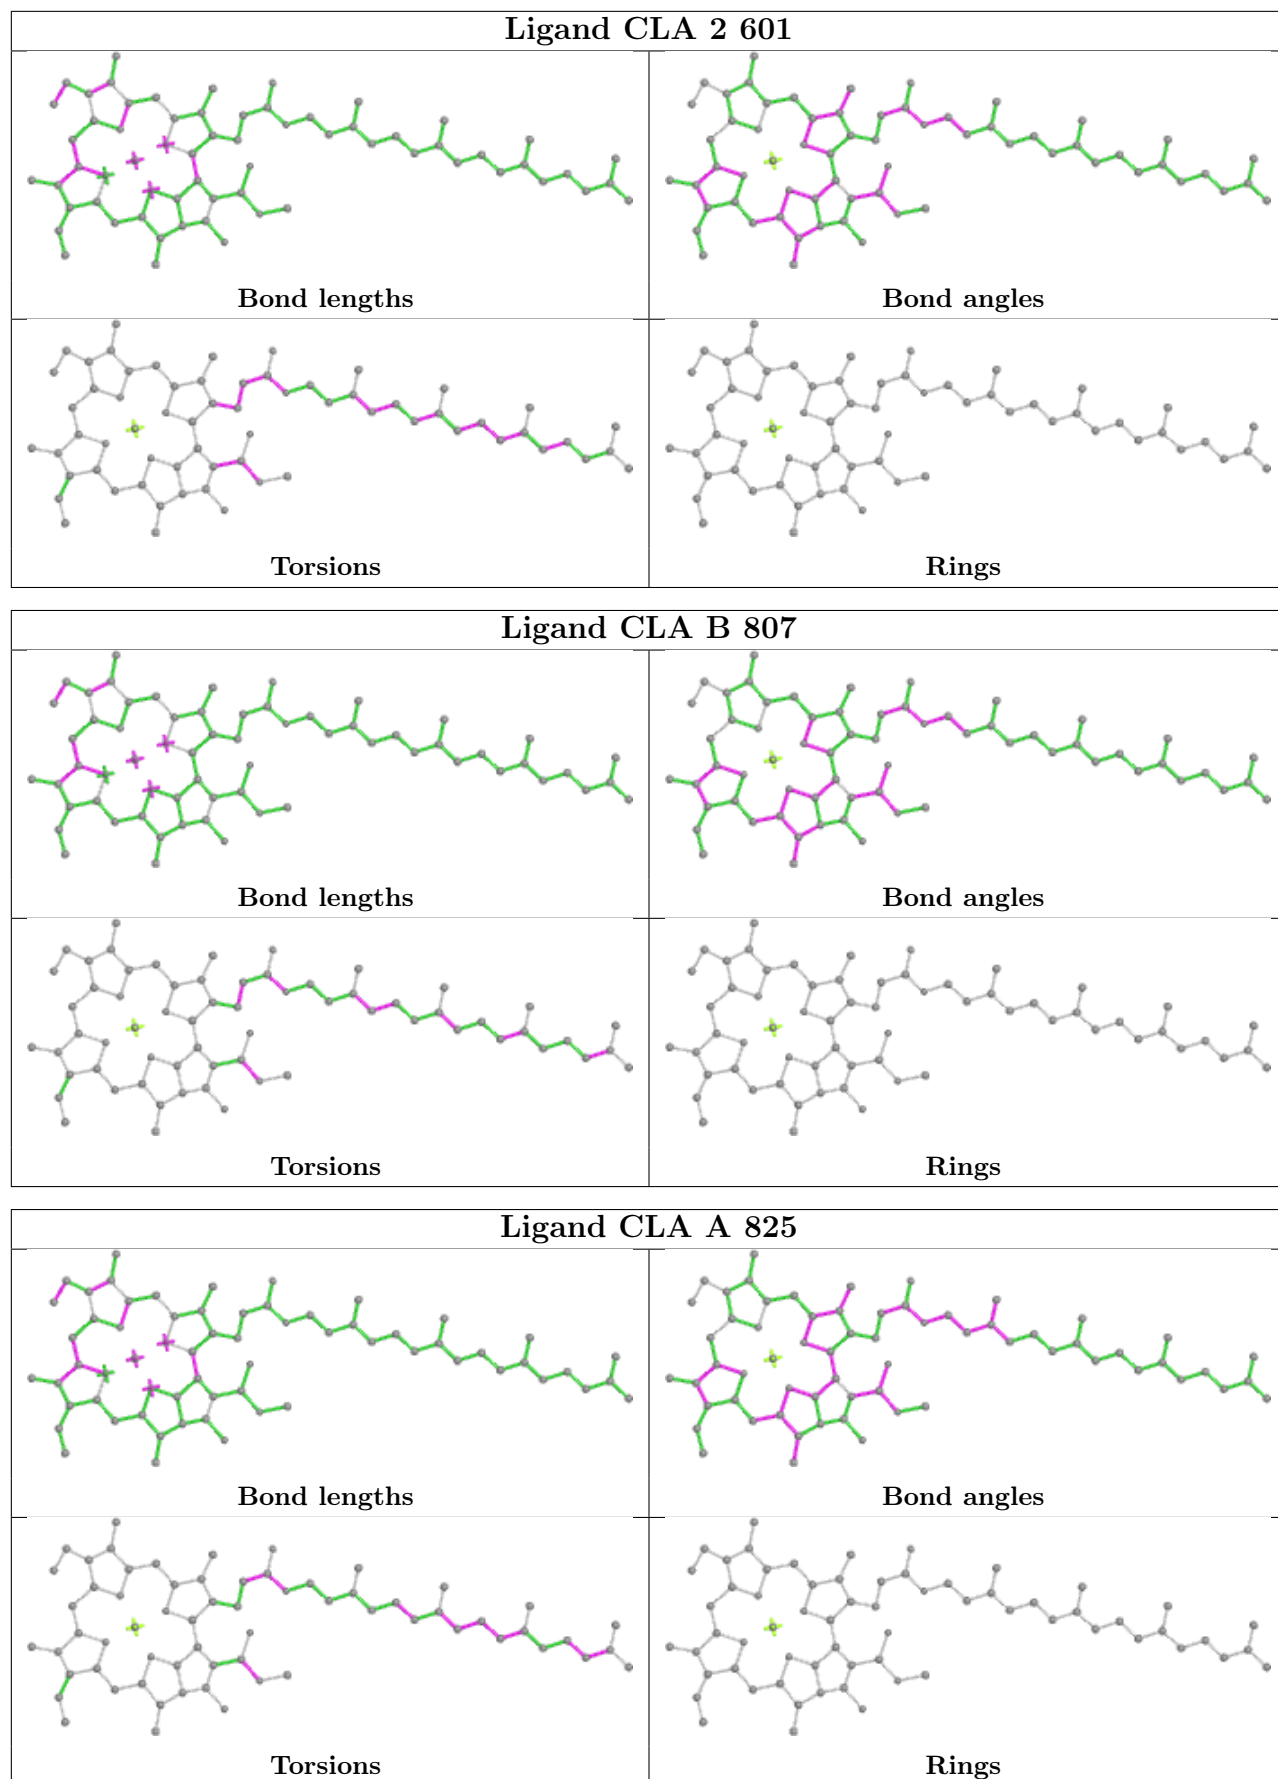 Ligand CLA 2 601
Bond lengths
Bond angles
Torsions
Rings
Ligand CLA B 807
Bond lengths
Bond angles
Torsions
Rings
Ligand CLA A 825
Bond lengths
Bond angles
Torsions
Rings